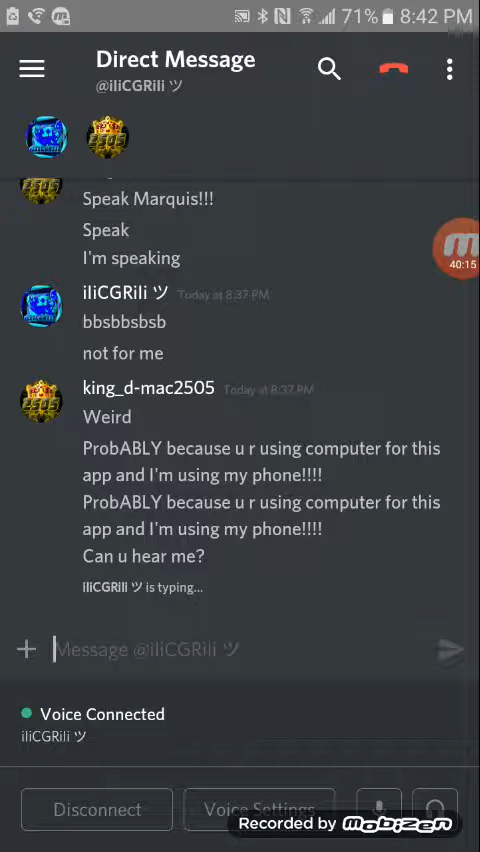 71% 8:42 PM
Direct Message
@iliCGRili ツ
2505
2505
Speak Marquis!!!
Speak
I'm speaking
40:15
iliCGRili ツ Today at 8:37 PM
bbsbbsbsb
not for me
king_d-mac2505 Today at 8:37 PM
2505
Weird
ProbABLY because u r using computer for this
app and I'm using my phone!!!!
ProbABLY because u r using computer for this
app and I'm using my phone!!!!
Can u hear me?
iliCGRili ツ is typing...
Message @iliCGRili ツ
Voice Connected
iliCGRili ツ
Disconnect Voice Settings
Recorded by mobizen